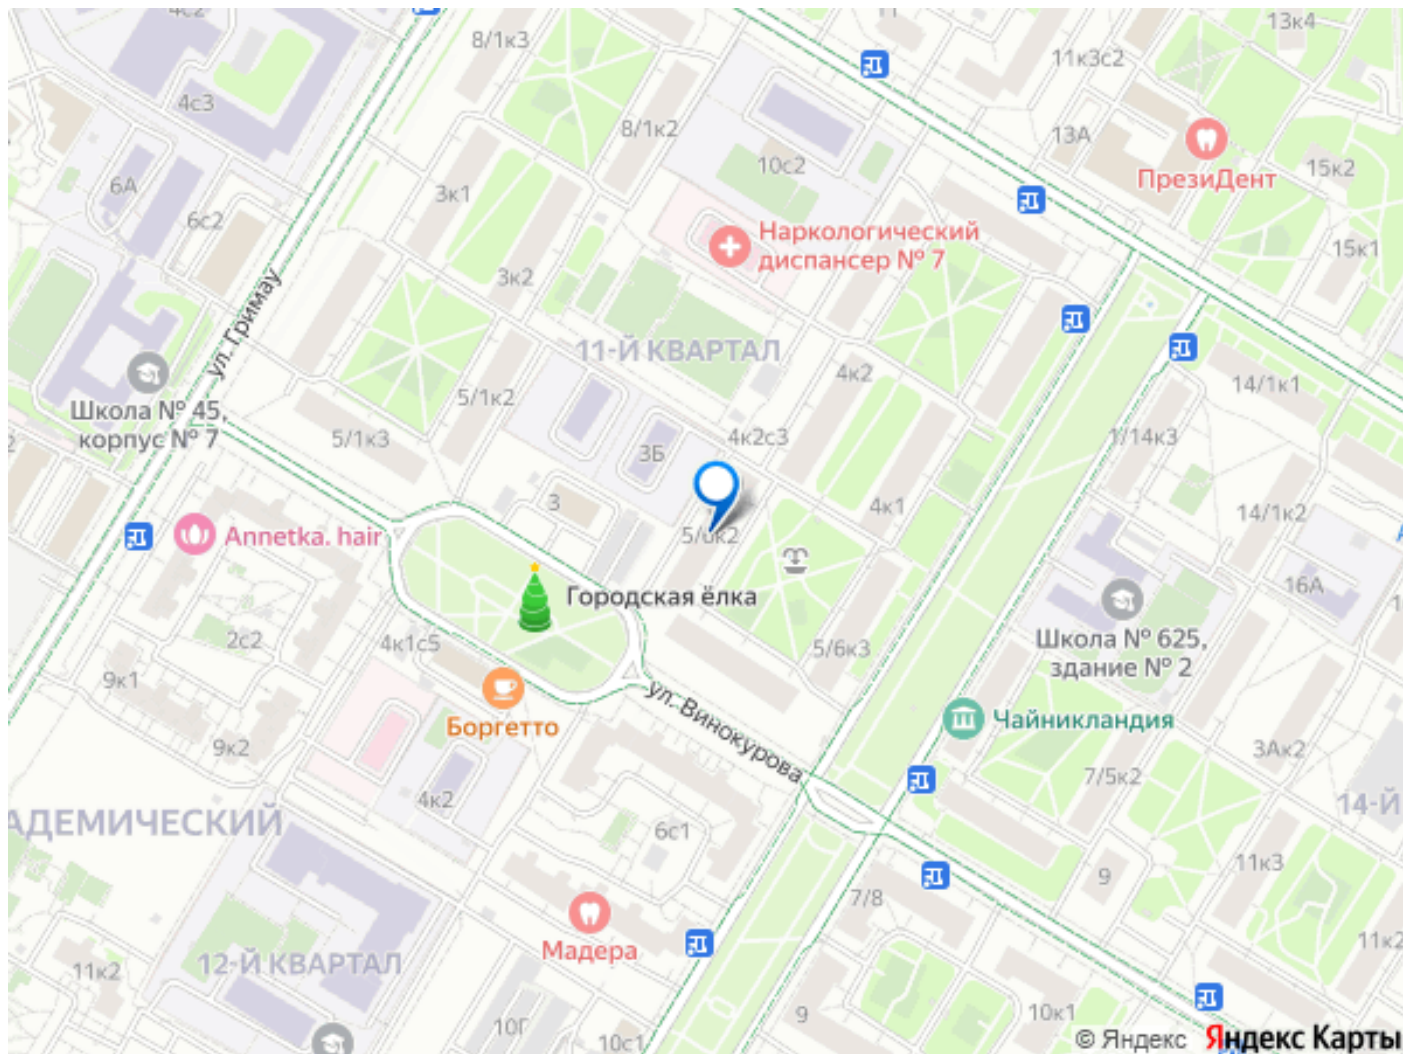 8/1к3
11
13к4
11к3с2
4с2
4с3
8/1к2
10с2
13А
ПрезиДент
15к2
6А
3к1
6с2
Наркологический
диспансер № 7
15к1
3к2
ул. Гримау
11-Й КВАРТАЛ
4к2
14/1к1
Школа № 45,
корпус № 7
5/1к2
5/1к3
3Б
4к2с3
1/14к3
3
4к1
14/1к2
Annetka. hair
5/6к2
Городская ёлка
16А
2с2
4к1с5
5/6к3
Школа № 625,
здание № 2
9к1
ул. Винокурова
Боргетто
Чайникландия
9к2
3Ак2
7/5к2
4к2
14-Й
АДЕМИЧЕСКИЙ
6с1
11к3
9
7/8
Мадера
11к2
12-Й КВАРТАЛ
11к2
9
10к1
10Г
10с1
© Яндекс Яндекс Карты